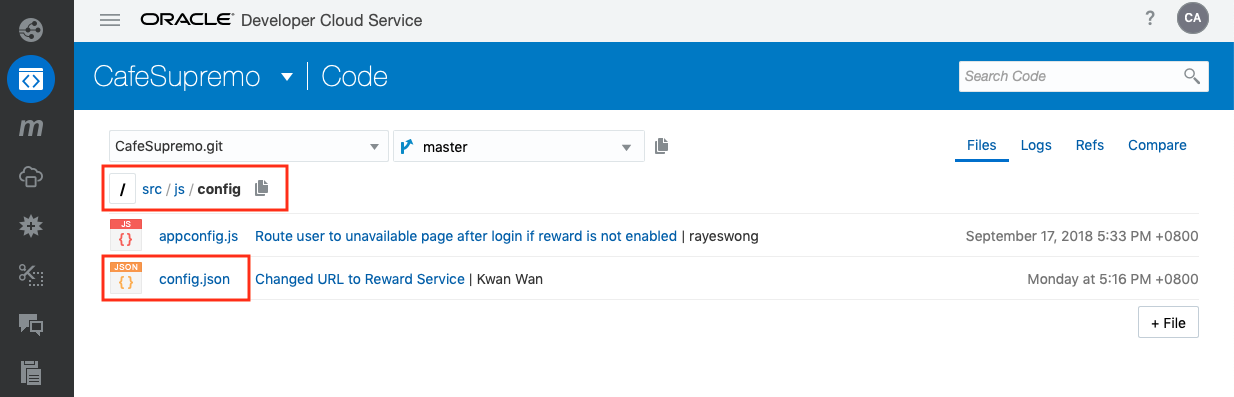 ORACLE® Developer Cloud Service
?
CA
CafeSupremo
Code
Search Code
m
CafeSupremo.git
master
Files Logs Refs Compare
/ src / js / config
JS
{ }
appconfig.js Route user to unavailable page after login if reward is not enabled | rayeswong September 17, 2018 5:33 PM +0800
JSON
{ }
config.json Changed URL to Reward Service | Kwan Wan Monday at 5:16 PM +0800
+ File